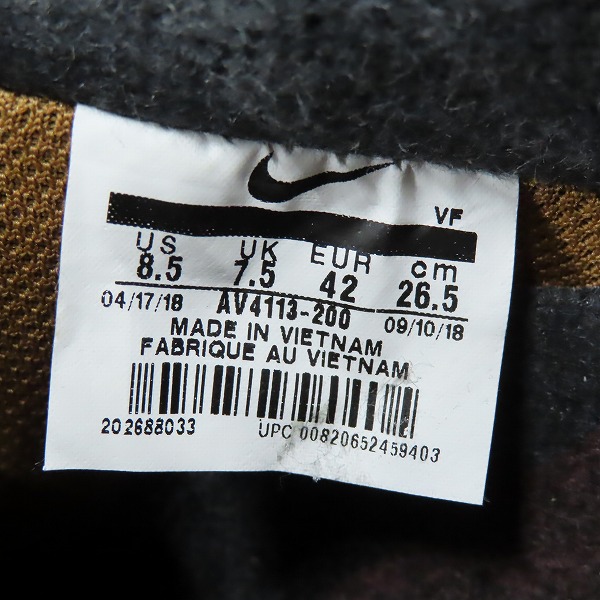 VF
US UK EUR cm
8.5 7.5 42 26.5
04/17/18 AV4113-200 09/10/18
MADE IN VIETNAM
FABRIQUE AU VIETNAM
202688033 UPC 00820652459403